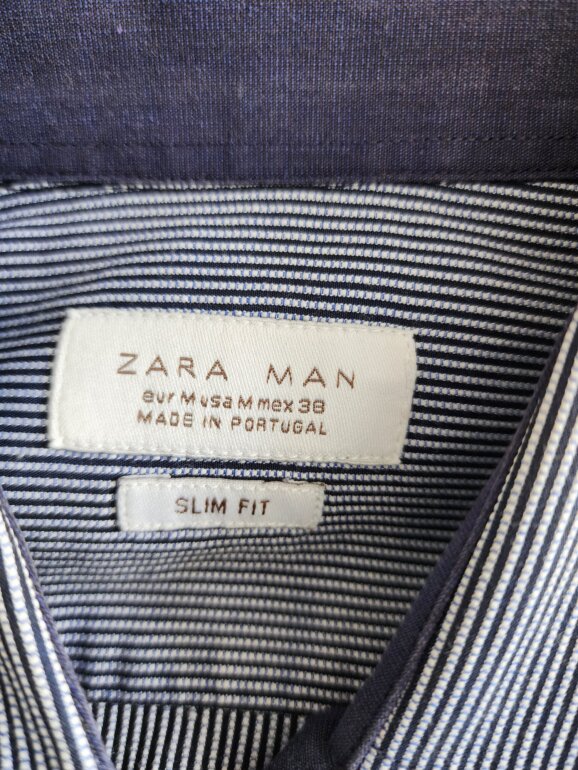 ZARA MAN
eur M usa M mex 38
MADE IN PORTUGAL
SLIM FIT